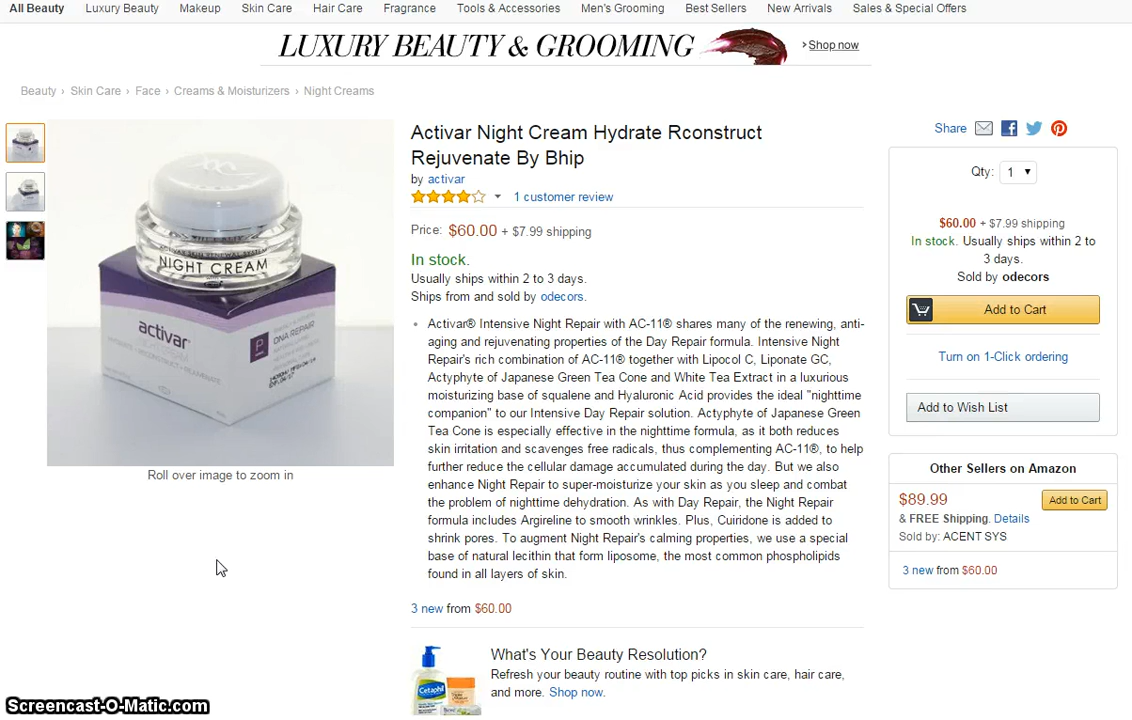 All Beauty Luxury Beauty Makeup Skin Care Hair Care Fragrance Tools & Accessories Men's Grooming Best Sellers New Arrivals Sales & Special Offers
LUXURY BEAUTY & GROOMING › Shop now
Beauty › Skin Care › Face › Creams & Moisturizers › Night Creams
NIGHT CREAM
activar
DNA REPAIR
Roll over image to zoom in
Activar Night Cream Hydrate Rconstruct
Rejuvenate By Bhip
by activar
1 customer review
Price: $60.00 + $7.99 shipping
In stock.
Usually ships within 2 to 3 days.
Ships from and sold by odecors.
• Activar® Intensive Night Repair with AC-11® shares many of the renewing, anti-
aging and rejuvenating properties of the Day Repair formula. Intensive Night
Repair's rich combination of AC-11® together with Lipocol C, Liponate GC,
Actyphyte of Japanese Green Tea Cone and White Tea Extract in a luxurious
moisturizing base of squalene and Hyaluronic Acid provides the ideal "nighttime
companion" to our Intensive Day Repair solution. Actyphyte of Japanese Green
Tea Cone is especially effective in the nighttime formula, as it both reduces
skin irritation and scavenges free radicals, thus complementing AC-11®, to help
further reduce the cellular damage accumulated during the day. But we also
enhance Night Repair to super-moisturize your skin as you sleep and combat
the problem of nighttime dehydration. As with Day Repair, the Night Repair
formula includes Argireline to smooth wrinkles. Plus, Cuiridone is added to
shrink pores. To augment Night Repair's calming properties, we use a special
base of natural lecithin that form liposome, the most common phospholipids
found in all layers of skin.
3 new from $60.00
What's Your Beauty Resolution?
Refresh your beauty routine with top picks in skin care, hair care,
and more. Shop now.
Cetaphil
Share
Qty: 1
$60.00 + $7.99 shipping
In stock. Usually ships within 2 to
3 days.
Sold by odecors
Add to Cart
Turn on 1-Click ordering
Add to Wish List
Other Sellers on Amazon
$89.99 Add to Cart
& FREE Shipping. Details
Sold by: ACENT SYS
3 new from $60.00
Screencast-O-Matic.com